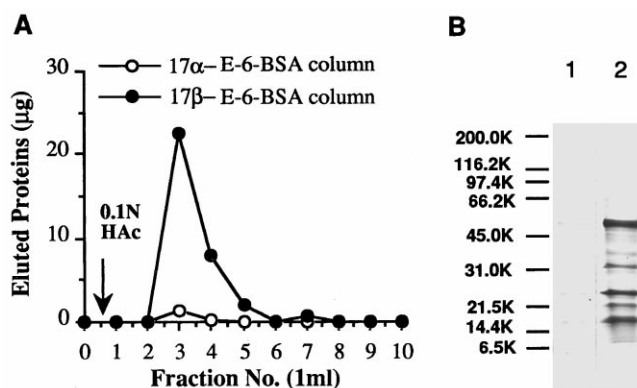 A
17α– E-6-BSA column
17β– E-6-BSA column
Eluted Proteins (μg)
30
20
10
0
0.1N
HAc
0 1 2 3 4 5 6 7 8 9 10
Fraction No. (1ml)
B
1 2
200.0K
116.2K
97.4K
66.2K
45.0K
31.0K
21.5K
14.4K
6.5K